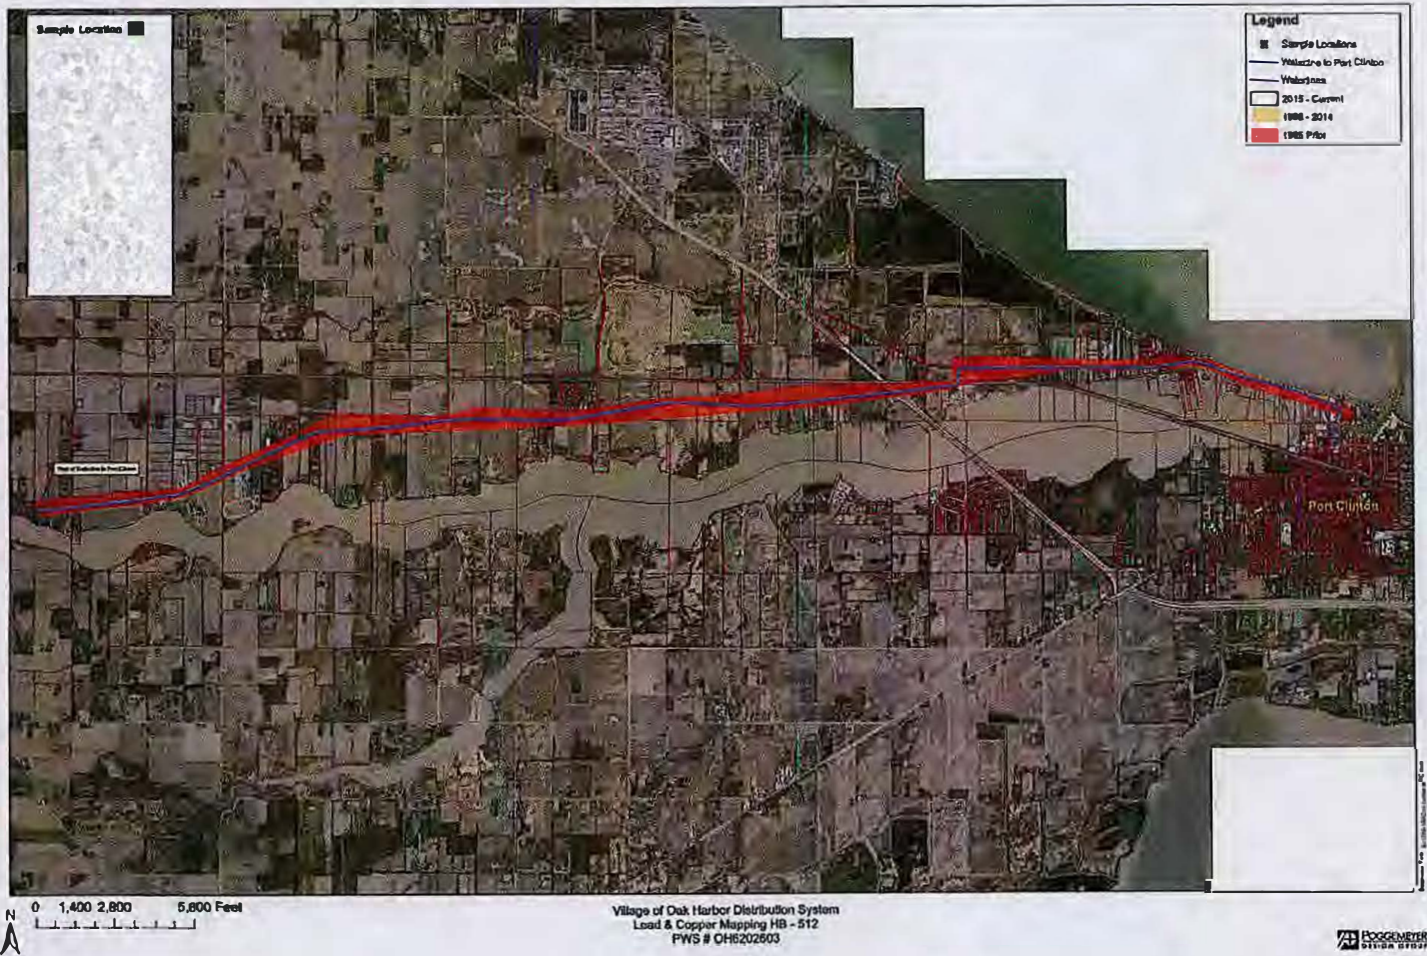 Sample Location
Legend
Sample Locations
Waterline to Port Clinton
Waterlines
2015 - Current
1986 - 2014
1985 Prior
Port Clinton
N
0 1,400 2,800 5,600 Feet
Village of Oak Harbor Distribution System
Lead & Copper Mapping HB - 512
PWS # OH6202603
POGGEMEYER
DESIGN GROUP